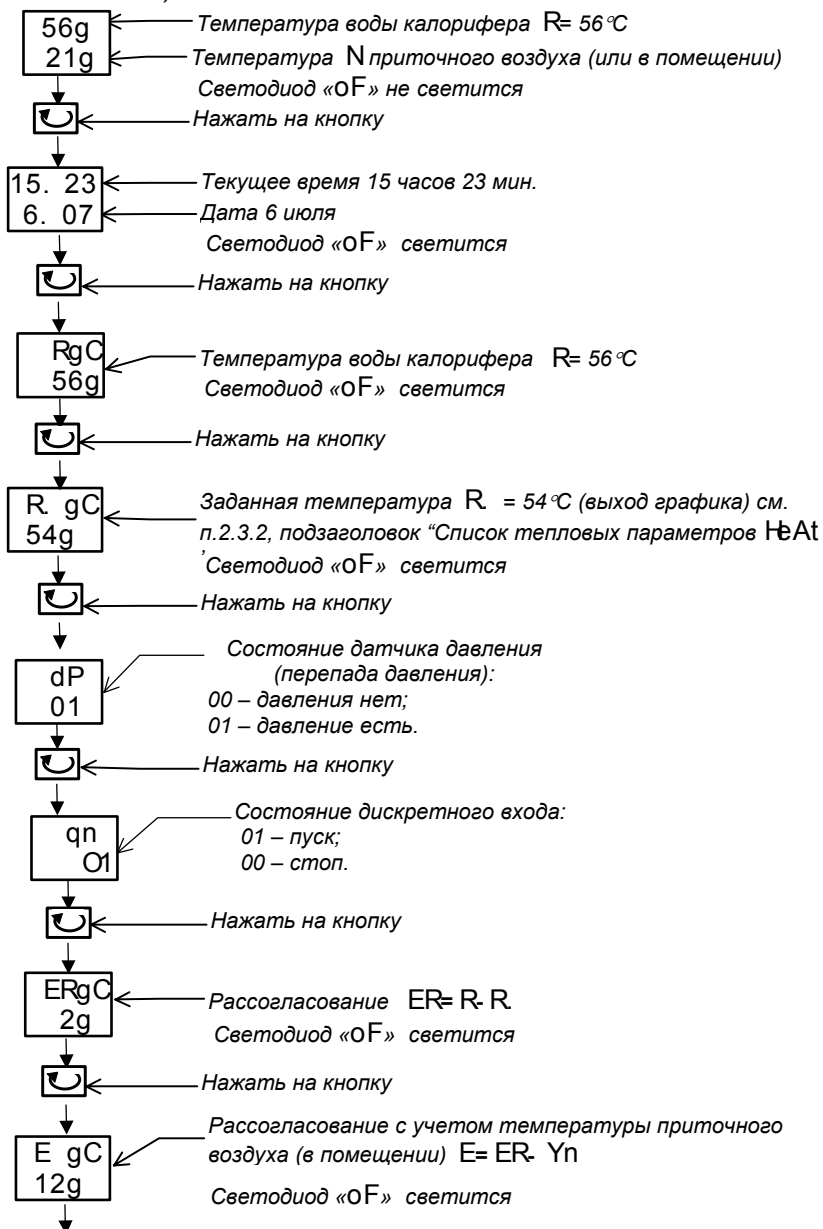 56g
21g
Температура воды калорифера R= 56°C
Температура N приточного воздуха (или в помещении)
Светодиод «oF» не светится
Нажать на кнопку
15. 23
6. 07
Текущее время 15 часов 23 мин.
Дата 6 июля
Светодиод «oF» светится
Нажать на кнопку
RgC
56g
Температура воды калорифера R= 56°C
Светодиод «oF» светится
Нажать на кнопку
R. gC
54g
Заданная температура R. = 54°C (выход графика) см.
п.2.3.2, подзаголовок “Список тепловых параметров HeAt
’
Светодиод «oF» светится
Нажать на кнопку
dP
01
Состояние датчика давления
(перепада давления):
00 – давления нет;
01 – давление есть.
Нажать на кнопку
qn
O1
Состояние дискретного входа:
01 – пуск;
00 – стоп.
Нажать на кнопку
ERgC
2g
Рассогласование ER= R- R.
Светодиод «oF» светится
Нажать на кнопку
E gC
12g
Рассогласование с учетом температуры приточного
воздуха (в помещении) E= ER- Yn
Светодиод «oF» светится